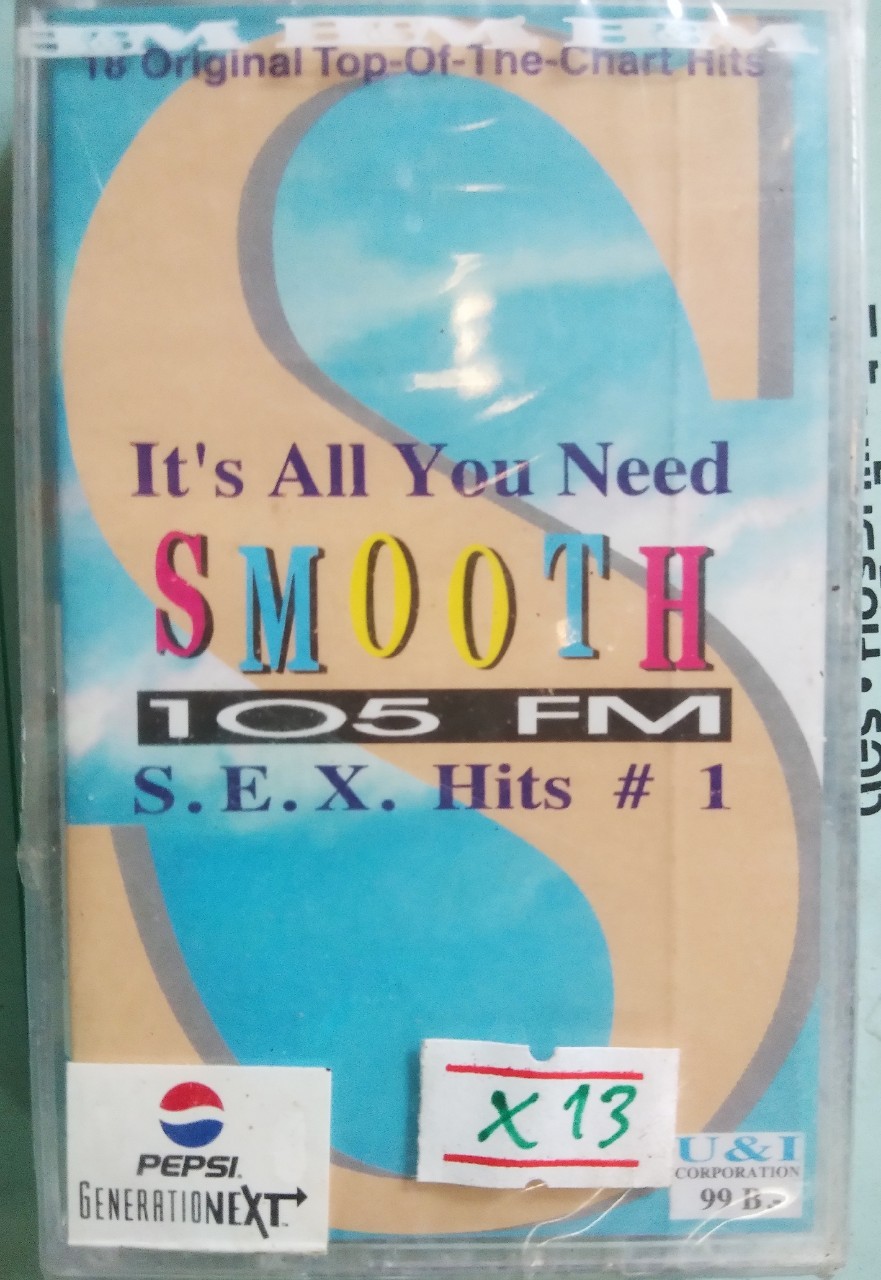 18 Original Top-Of-The-Chart Hits
It's All You Need
SMOOTH
105 FM
S.E.X. Hits # 1
X 13
PEPSI
GENERATIONEXT
U&I
CORPORATION
99 B.-